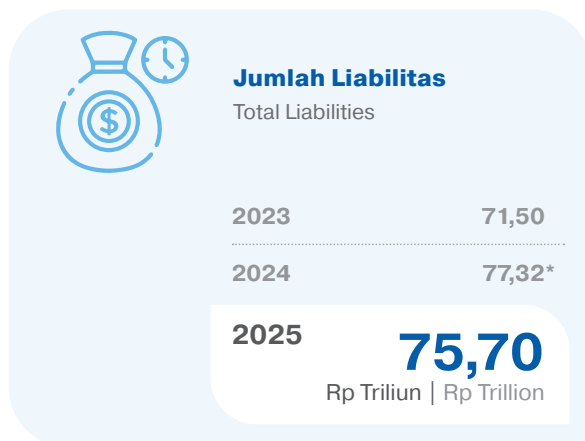 $
Jumlah Liabilitas
Total Liabilities
2023 71,50
2024 77,32*
2025 75,70
Rp Triliun | Rp Trillion